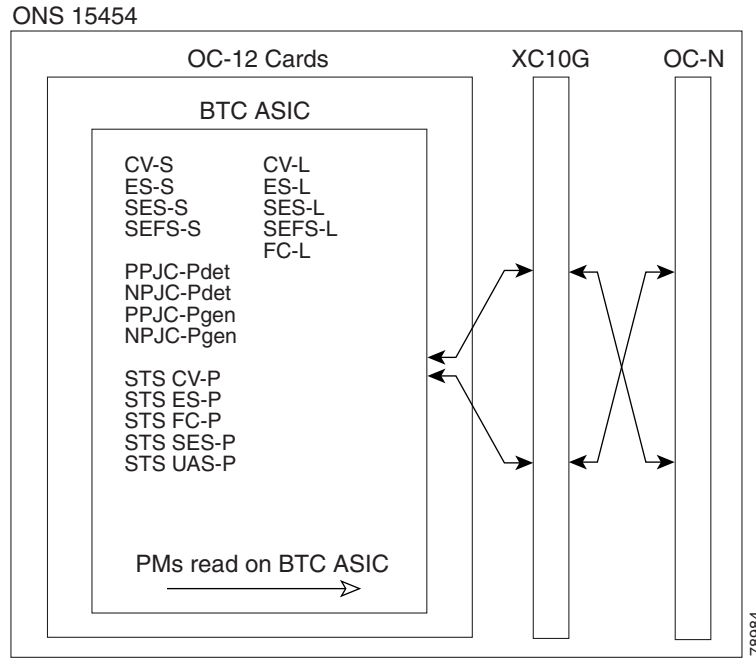 ONS 15454
OC-12 Cards
XC10G
OC-N
BTC ASIC
CV-S
ES-S
SES-S
SEFS-S
CV-L
ES-L
SES-L
SEFS-L
FC-L
PPJC-Pdet
NPJC-Pdet
PPJC-Pgen
NPJC-Pgen
STS CV-P
STS ES-P
STS FC-P
STS SES-P
STS UAS-P
PMs read on BTC ASIC
78984